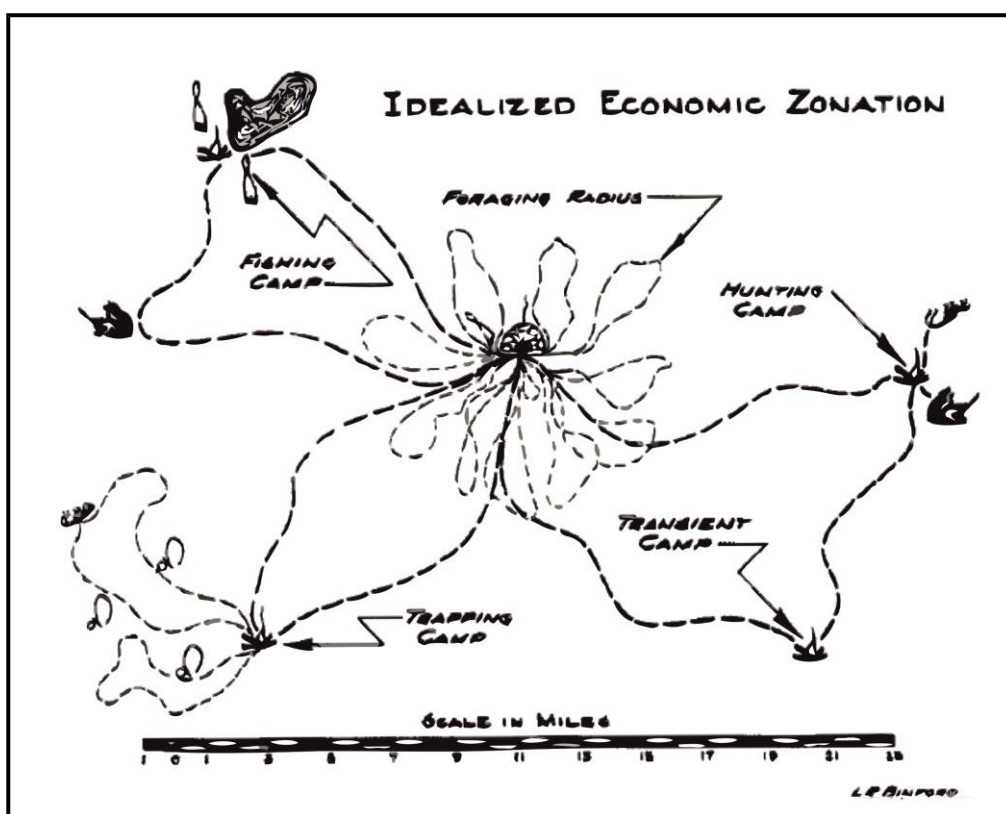 IDEALIZED ECONOMIC ZONATION
FORAGING RADIUS
FISHING
CAMP
HUNTING
CAMP
TRANSIENT
CAMP
TRAPPING
CAMP
SCALE IN MILES
1 0 1 3 5 7 9 11 13 15 17 19 21 23
L R BINFORD